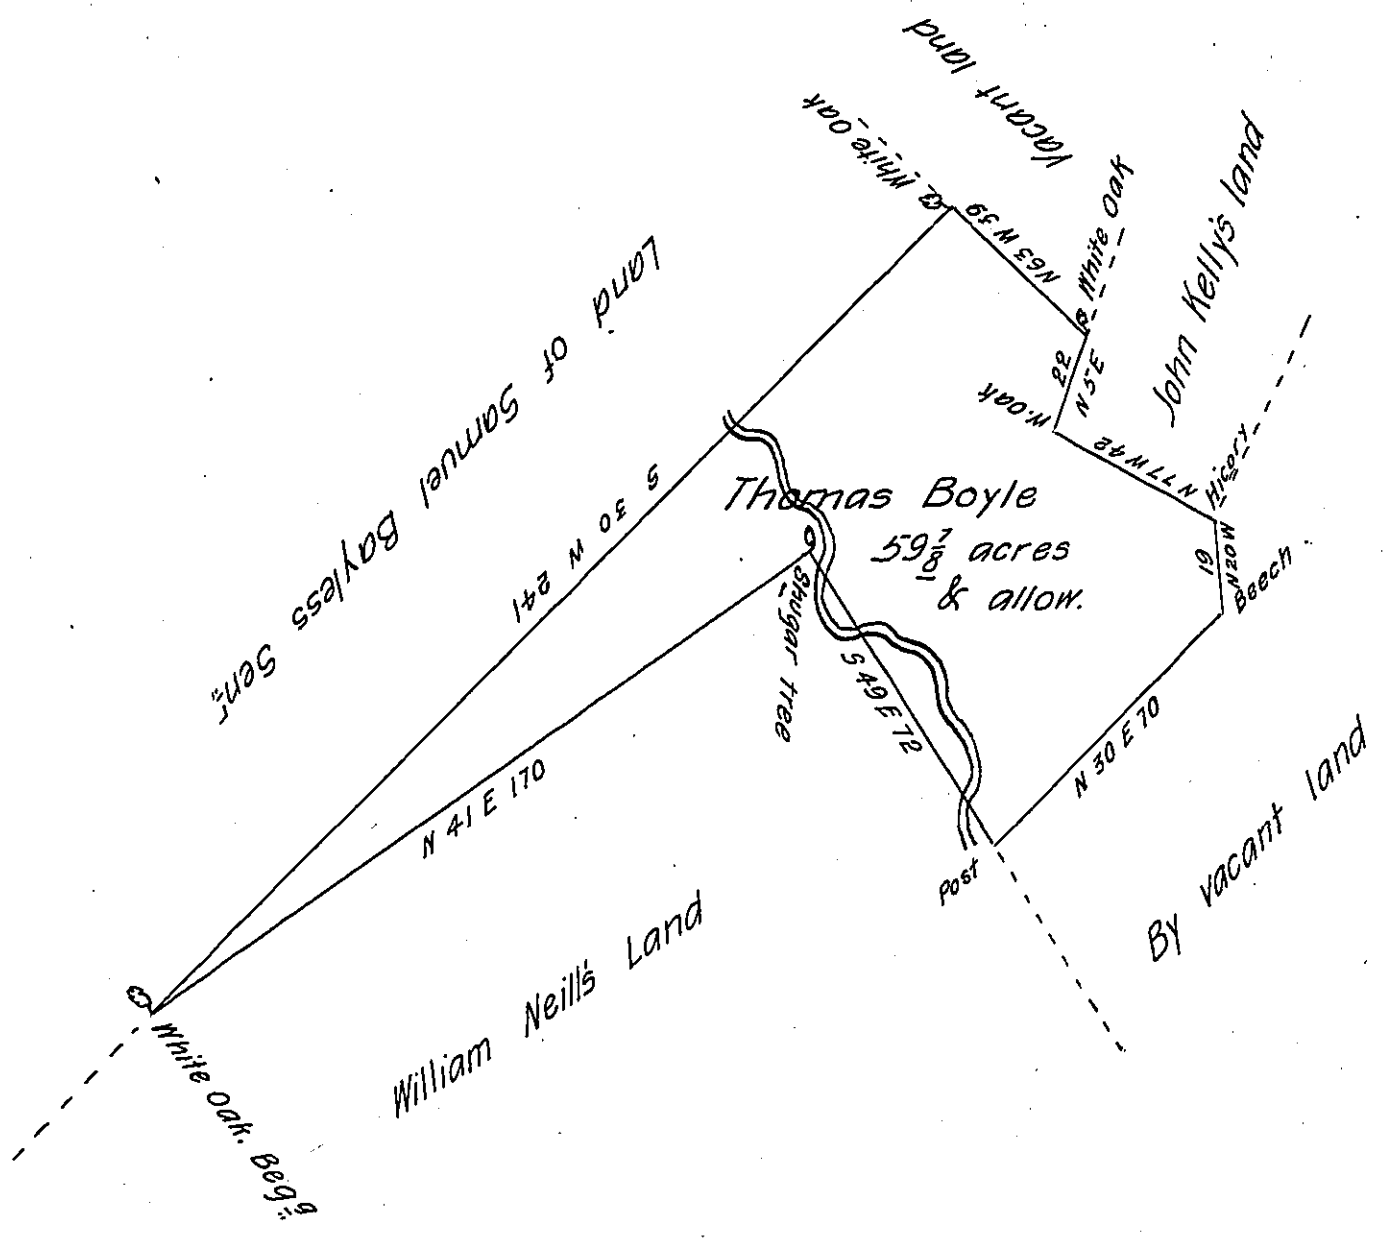 Vacant land
White oak
N63 W 39
White oak
John Kelly's land
22
N 5 E
W. oak
N 77 W 42
Hicory
N20W
19
Beech
Land of Samuel Bayless Senr
S 30 W 241
Thomas Boyle
59 7/8 acres
& allow.
Shugar tree
S 49 E 72
N 30 E 70
N 41 E 170
Post
By vacant land
William Neill's Land
White oak. Begg